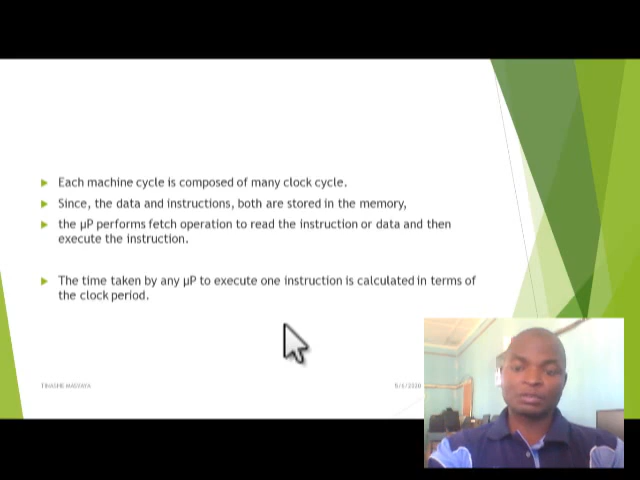 Each machine cycle is composed of many clock cycle.
Since, the data and instructions, both are stored in the memory,
the µP performs fetch operation to read the instruction or data and then
execute the instruction.
The time taken by any µP to execute one instruction is calculated in terms of
the clock period.
TINASHE MASVAYA